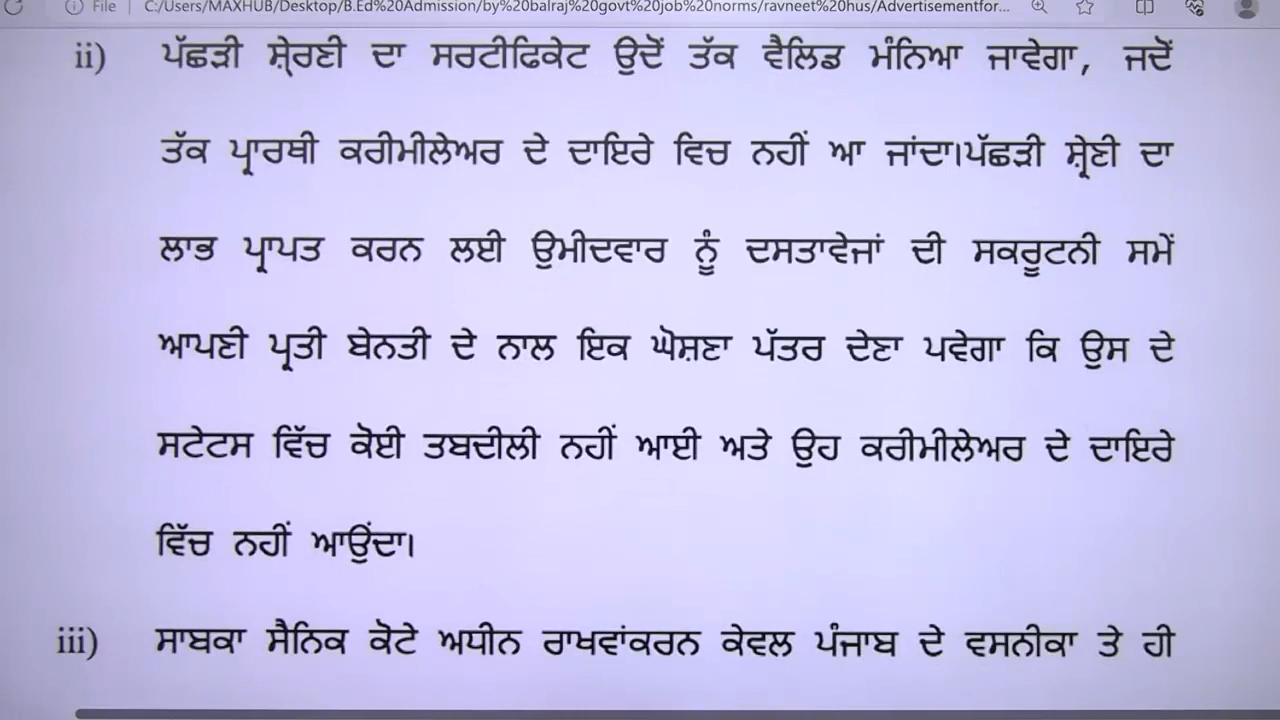 File C:/Users/MAXHUB/Desktop/B.Ed%20Admission/by%20balraj%20govt%20job%20norms/ravneet%20hus/Advertisementfor...
ii) ਪੱਛੜੀ ਸ਼੍ਰੇਰਣੀ ਦਾ ਸਰਟੀਫਿਕੇਟ ਉਦੋਂ ਤੱਕ ਵੈਲਿਡ ਮੰਨਿਆ ਜਾਵੇਗਾ, ਜਦੋਂ
ਤੱਕ ਪ੍ਰਾਰਥੀ ਕਰੀਮੀਲੇਅਰ ਦੇ ਦਾਇਰੇ ਵਿਚ ਨਹੀਂ ਆ ਜਾਂਦਾ।ਪੱਛੜੀ ਸ਼੍ਰੇਣੀ ਦਾ
ਲਾਭ ਪ੍ਰਾਪਤ ਕਰਨ ਲਈ ਉਮੀਦਵਾਰ ਨੂੰ ਦਸਤਾਵੇਜਾਂ ਦੀ ਸਕਰੂਟਨੀ ਸਮੇਂ
ਆਪਣੀ ਪ੍ਰਤੀ ਬੇਨਤੀ ਦੇ ਨਾਲ ਇਕ ਘੋਸ਼ਣਾ ਪੱਤਰ ਦੇਣਾ ਪਵੇਗਾ ਕਿ ਉਸ ਦੇ
ਸਟੇਟਸ ਵਿੱਚ ਕੋਈ ਤਬਦੀਲੀ ਨਹੀਂ ਆਈ ਅਤੇ ਉਹ ਕਰੀਮੀਲੇਅਰ ਦੇ ਦਾਇਰੇ
ਵਿੱਚ ਨਹੀਂ ਆਉਂਦਾ।
iii) ਸਾਬਕਾ ਸੈਨਿਕ ਕੋਟੇ ਅਧੀਨ ਰਾਖਵਾਂਕਰਨ ਕੇਵਲ ਪੰਜਾਬ ਦੇ ਵਸਨੀਕਾ ਤੇ ਹੀ